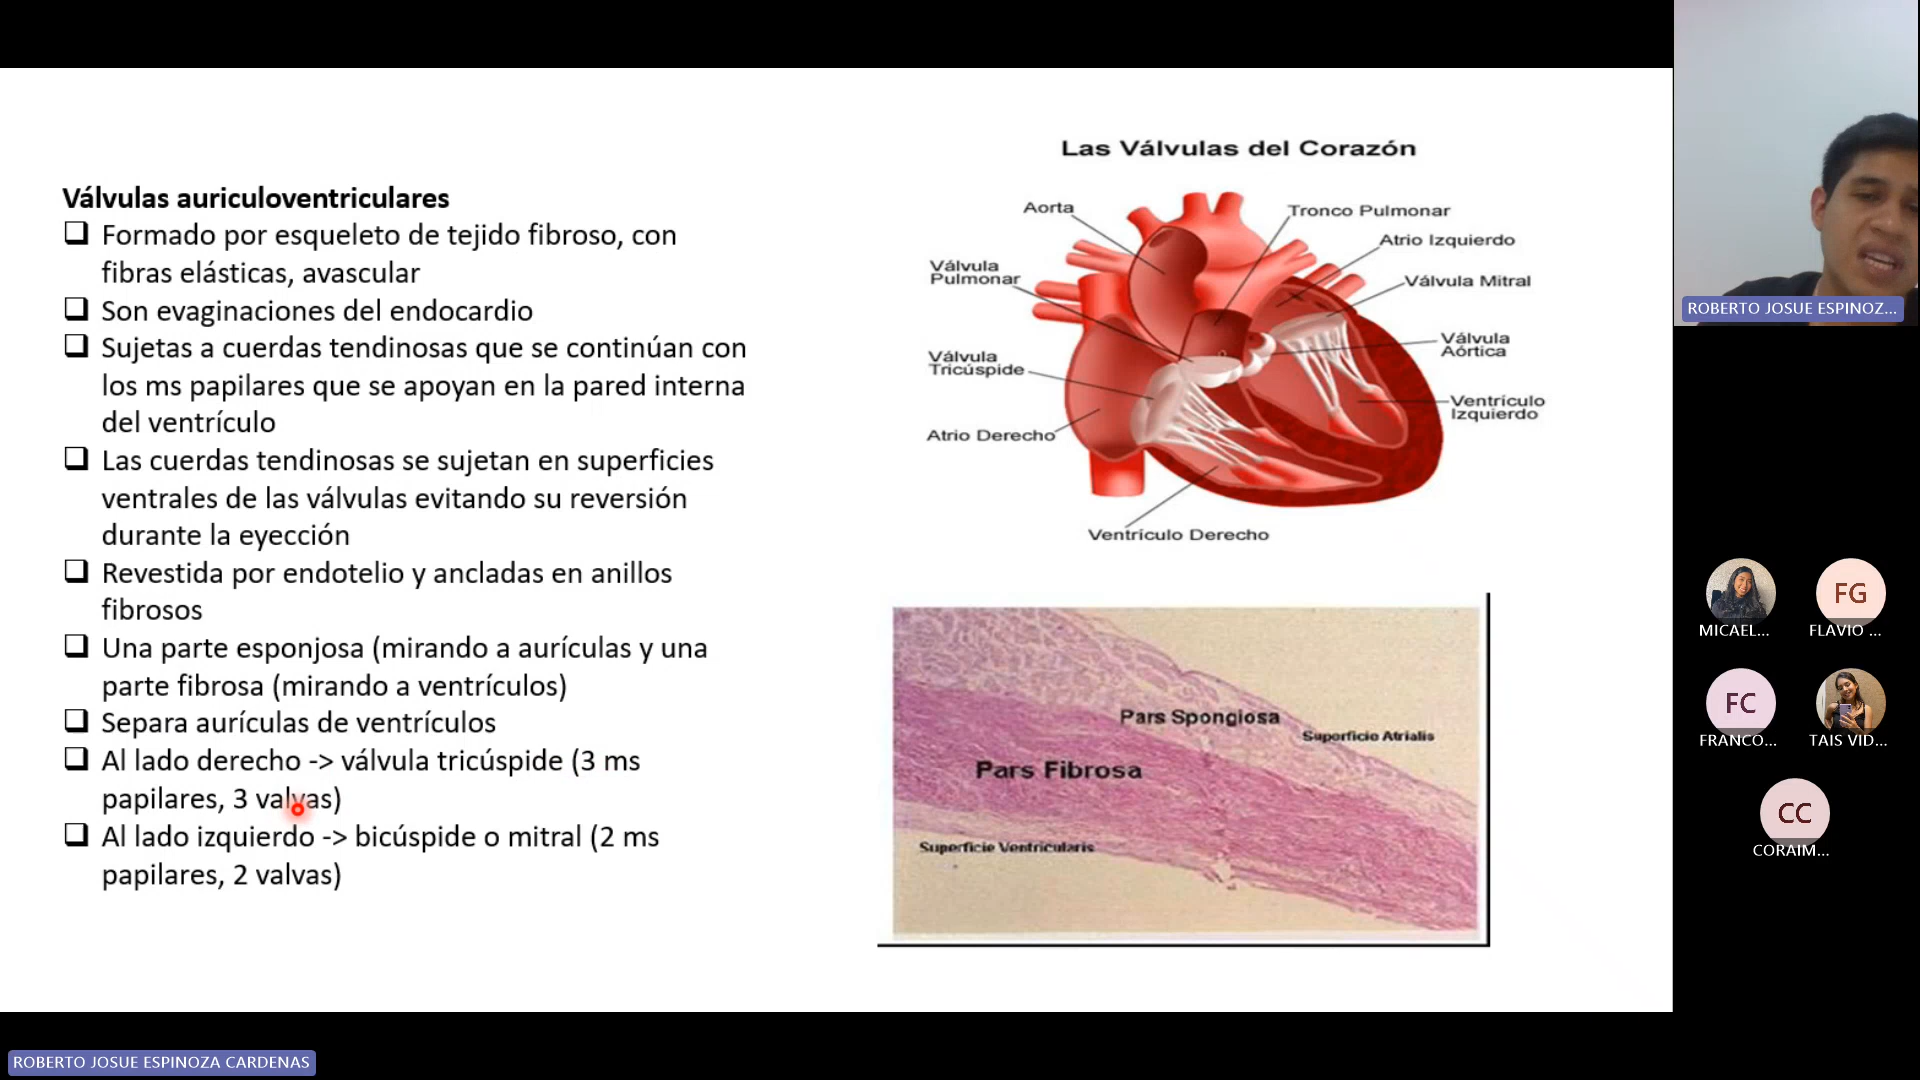 Válvulas auriculoventriculares
❑ Formado por esqueleto de tejido fibroso, con
fibras elásticas, avascular
❑ Son evaginaciones del endocardio
❑ Sujetas a cuerdas tendinosas que se continúan con
los ms papilares que se apoyan en la pared interna
del ventrículo
❑ Las cuerdas tendinosas se sujetan en superficies
ventrales de las válvulas evitando su reversión
durante la eyección
❑ Revestida por endotelio y ancladas en anillos
fibrosos
❑ Una parte esponjosa (mirando a aurículas y una
parte fibrosa (mirando a ventrículos)
❑ Separa aurículas de ventrículos
❑ Al lado derecho -> válvula tricúspide (3 ms
papilares, 3 valvas)
❑ Al lado izquierdo -> bicúspide o mitral (2 ms
papilares, 2 valvas)
Las Válvulas del Corazón
Aorta
Tronco Pulmonar
Atrio Izquierdo
Válvula
Pulmonar
Válvula Mitral
Válvula
Aórtica
Válvula
Tricúspide
Ventrículo
Izquierdo
Atrio Derecho
Ventrículo Derecho
Pars Spongiosa
Superficie Atrialis
Pars Fibrosa
Superficie Ventricularis
ROBERTO JOSUE ESPINOZ...
MICAEL...
FG
FLAVIO ...
FC
FRANCO...
TAIS VID...
CC
CORAIM...
ROBERTO JOSUE ESPINOZA CARDENAS